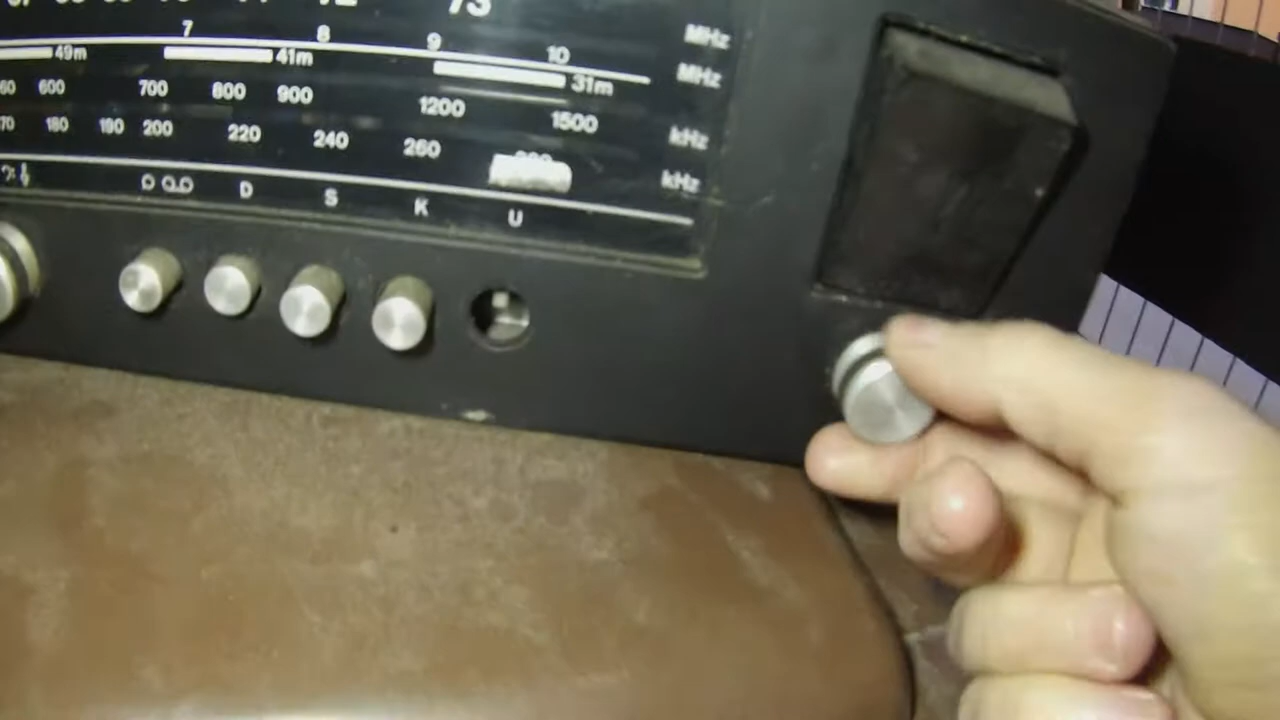 73 MHz
7 8 9 10 MHz
49m 41m 31m
600 700 800 900 1200 1500 kHz
180 190 200 220 240 260 kHz
D S K U